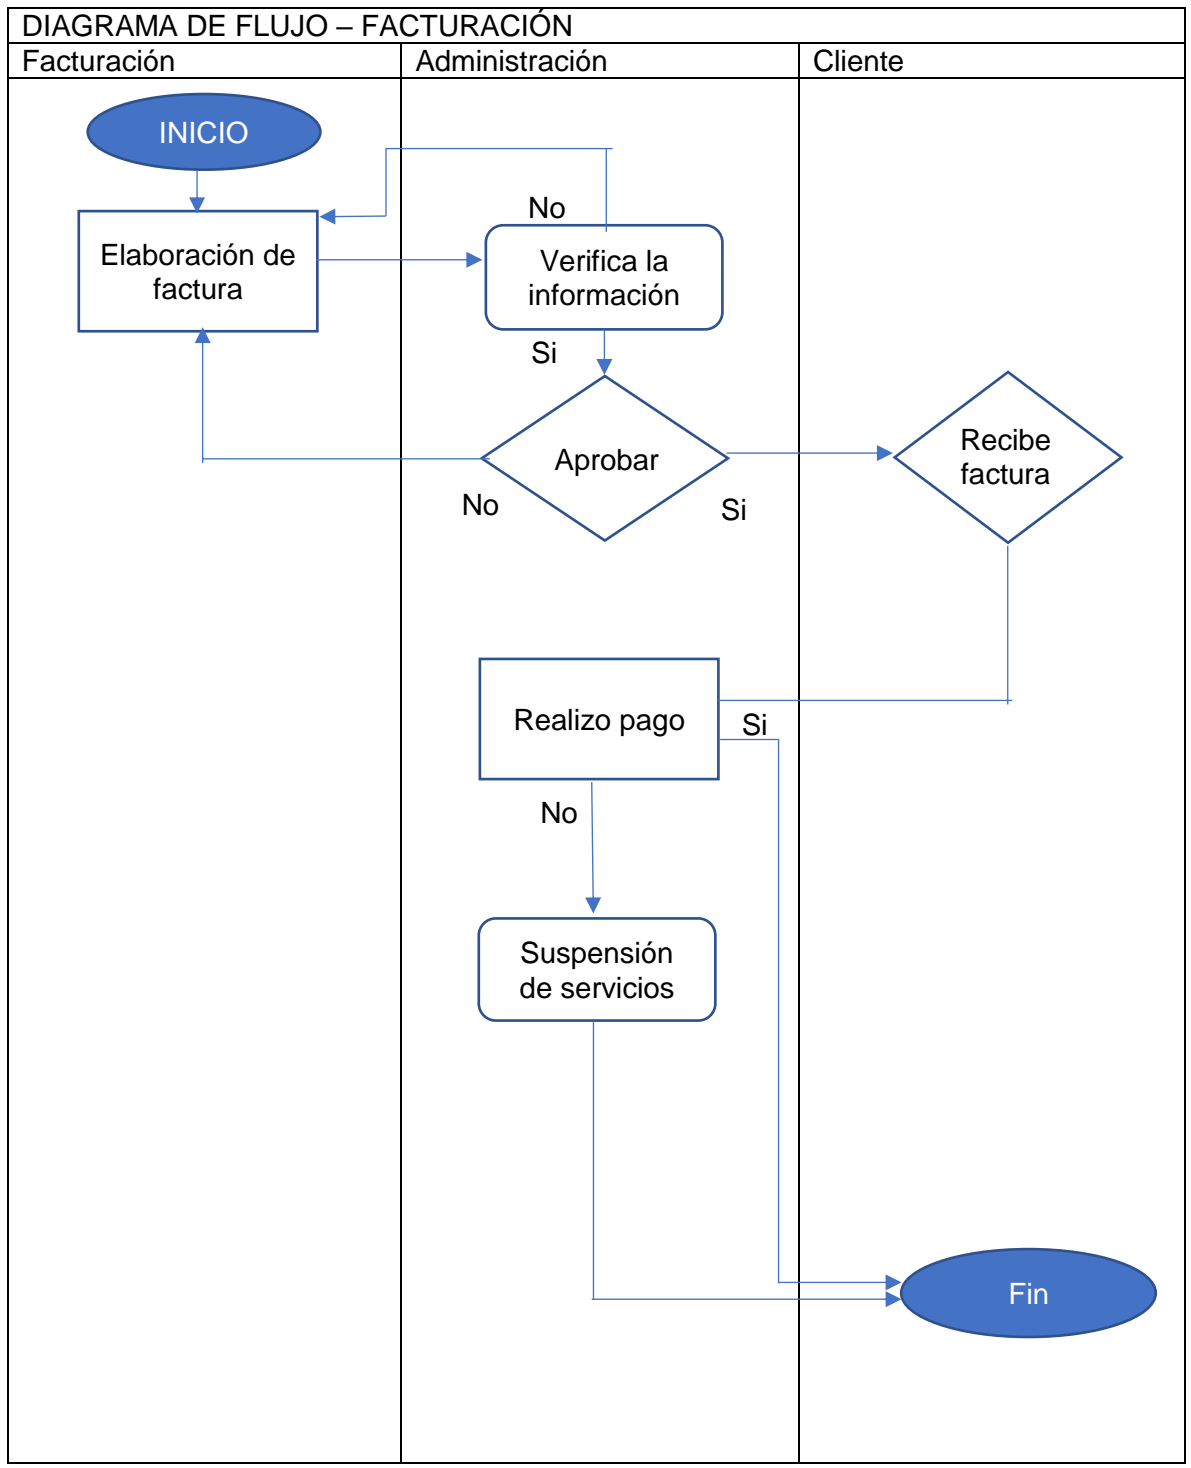 DIAGRAMA DE FLUJO – FACTURACIÓN
Facturación
Administración
Cliente
INICIO
No
Elaboración de
factura
Verifica la
información
Si
Aprobar
Recibe
factura
No
Si
Realizo pago
Si
No
Suspensión
de servicios
Fin